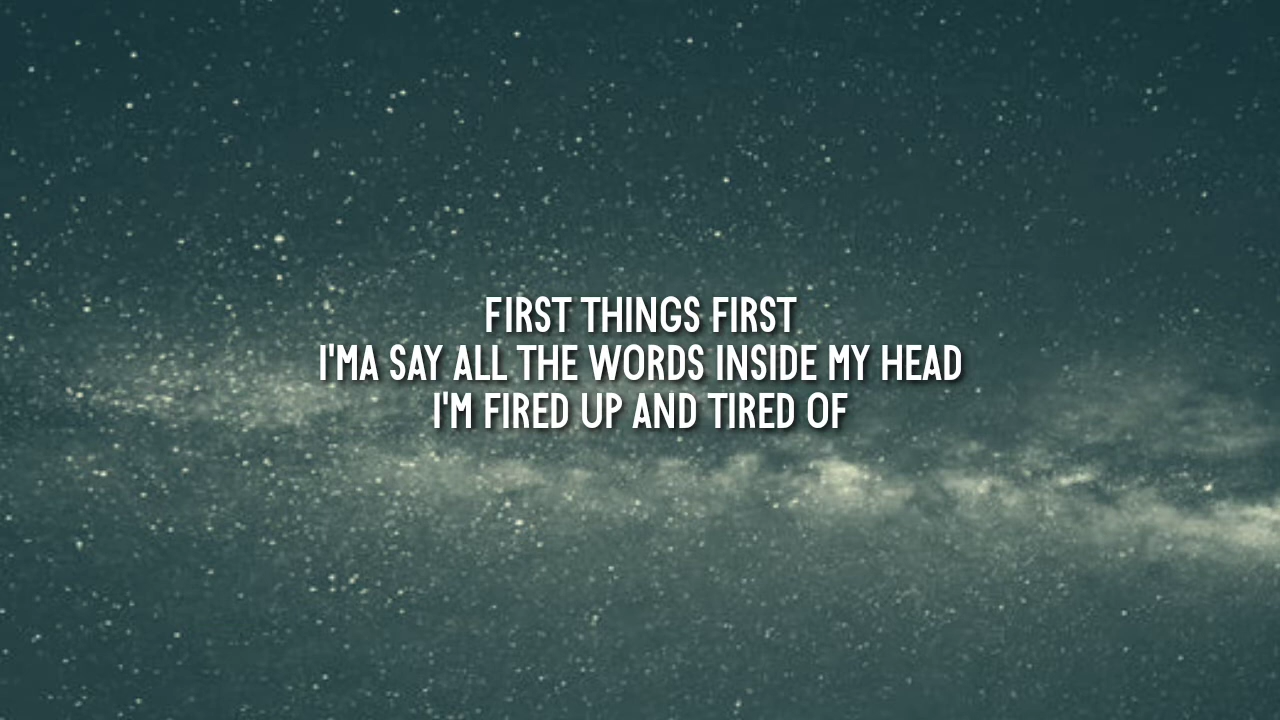 FIRST THINGS FIRST
I'MA SAY ALL THE WORDS INSIDE MY HEAD
I'M FIRED UP AND TIRED OF